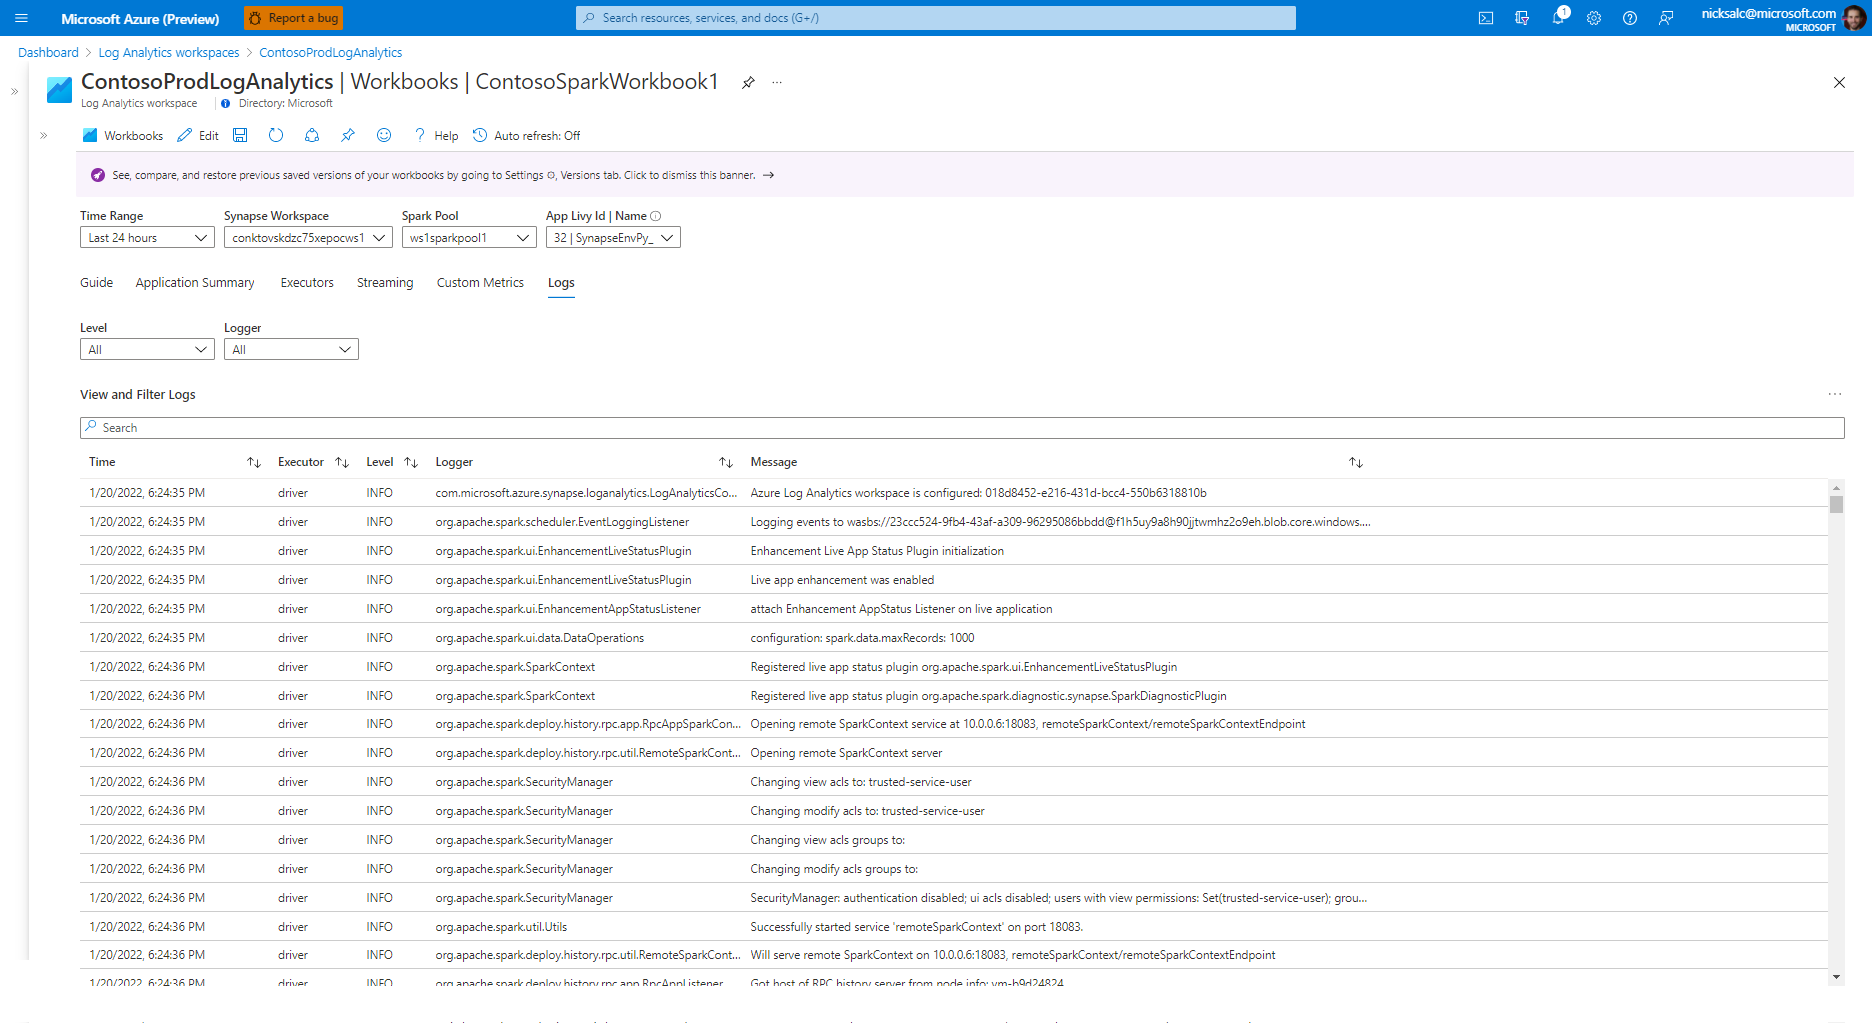 Microsoft Azure (Preview)
Report a bug
Search resources, services, and docs (G+/)
1
nicksalc@microsoft.com
MICROSOFT
Dashboard > Log Analytics workspaces > ContosoProdLogAnalytics
ContosoProdLogAnalytics | Workbooks | ContosoSparkWorkbook1
Log Analytics workspace | Directory: Microsoft
Workbooks Edit Help Auto refresh: Off
See, compare, and restore previous saved versions of your workbooks by going to Settings, Versions tab. Click to dismiss this banner. →
Time Range Synapse Workspace Spark Pool App Livy Id | Name
Last 24 hours conktovskdzc75xepocws1 ws1sparkpool1 32 | SynapseEnvPy_
Guide Application Summary Executors Streaming Custom Metrics Logs
Level Logger
All All
View and Filter Logs
Search
Time Executor Level Logger Message
1/20/2022, 6:24:35 PM driver INFO com.microsoft.azure.synapse.loganalytics.LogAnalyticsCo... Azure Log Analytics workspace is configured: 018d8452-e216-431d-bcc4-550b6318810b
1/20/2022, 6:24:35 PM driver INFO org.apache.spark.scheduler.EventLoggingListener Logging events to wasbs://23ccc524-9fb4-43af-a309-96295086bbdd@f1h5uy9a8h90jjtwmhz2o9eh.blob.core.windows....
1/20/2022, 6:24:35 PM driver INFO org.apache.spark.ui.EnhancementLiveStatusPlugin Enhancement Live App Status Plugin initialization
1/20/2022, 6:24:35 PM driver INFO org.apache.spark.ui.EnhancementLiveStatusPlugin Live app enhancement was enabled
1/20/2022, 6:24:35 PM driver INFO org.apache.spark.ui.EnhancementAppStatusListener attach Enhancement AppStatus Listener on live application
1/20/2022, 6:24:35 PM driver INFO org.apache.spark.ui.data.DataOperations configuration: spark.data.maxRecords: 1000
1/20/2022, 6:24:36 PM driver INFO org.apache.spark.SparkContext Registered live app status plugin org.apache.spark.ui.EnhancementLiveStatusPlugin
1/20/2022, 6:24:36 PM driver INFO org.apache.spark.SparkContext Registered live app status plugin org.apache.spark.diagnostic.synapse.SparkDiagnosticPlugin
1/20/2022, 6:24:36 PM driver INFO org.apache.spark.deploy.history.rpc.app.RpcAppSparkCon... Opening remote SparkContext service at 10.0.0.6:18083, remoteSparkContext/remoteSparkContextEndpoint
1/20/2022, 6:24:36 PM driver INFO org.apache.spark.deploy.history.rpc.util.RemoteSparkCont... Opening remote SparkContext server
1/20/2022, 6:24:36 PM driver INFO org.apache.spark.SecurityManager Changing view acls to: trusted-service-user
1/20/2022, 6:24:36 PM driver INFO org.apache.spark.SecurityManager Changing modify acls to: trusted-service-user
1/20/2022, 6:24:36 PM driver INFO org.apache.spark.SecurityManager Changing view acls groups to:
1/20/2022, 6:24:36 PM driver INFO org.apache.spark.SecurityManager Changing modify acls groups to:
1/20/2022, 6:24:36 PM driver INFO org.apache.spark.SecurityManager SecurityManager: authentication disabled; ui acls disabled; users with view permissions: Set(trusted-service-user); grou...
1/20/2022, 6:24:36 PM driver INFO org.apache.spark.util.Utils Successfully started service 'remoteSparkContext' on port 18083.
1/20/2022, 6:24:36 PM driver INFO org.apache.spark.deploy.history.rpc.util.RemoteSparkCont... Will serve remote SparkContext on 10.0.0.6:18083, remoteSparkContext/remoteSparkContextEndpoint
1/20/2022, 6:24:36 PM driver INFO org.apache.spark.deploy.history.rpc.app.RpcAppListener Got host of RPC history server from node info: vm-b9d24824